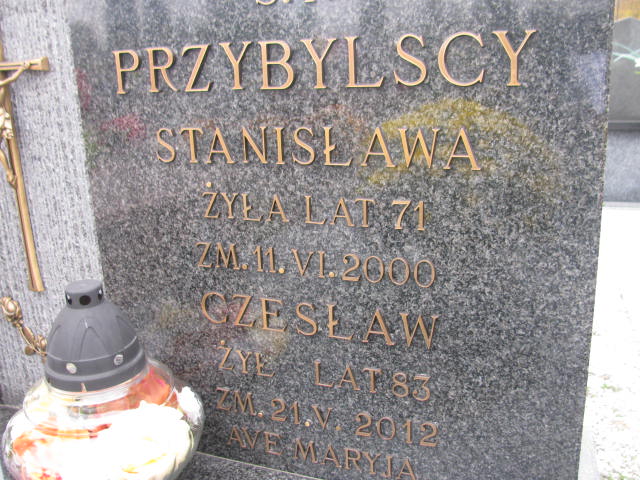 PRZYBYLSCY
STANISŁAWA
ŻYŁA LAT 71
ZM. 11. VI. 2000
CZESŁAW
ŻYŁ LAT 83
ZM. 21. V. 2012
AVE MARYJA